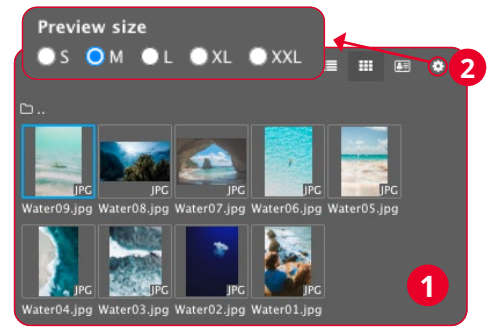 Preview size
S M L XL XXL
2
..
JPG JPG JPG JPG JPG
Water09.jpg Water08.jpg Water07.jpg Water06.jpg Water05.jpg
JPG JPG JPG JPG
Water04.jpg Water03.jpg Water02.jpg Water01.jpg
1